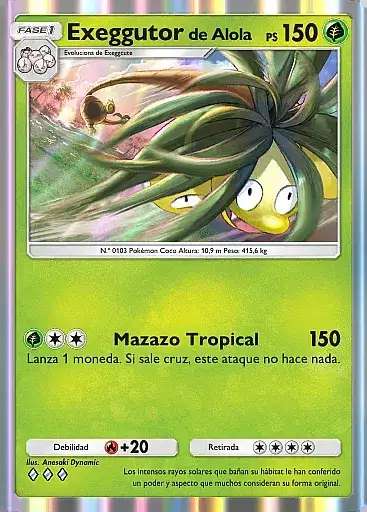 FASE 1
Exeggutor de Alola PS 150
Evoluciona de Exeggcute
N.º 0103 Pokémon Coco Altura: 10,9 m Peso: 415,6 kg
Mazazo Tropical 150
Lanza 1 moneda. Si sale cruz, este ataque no hace nada.
Debilidad +20 Retirada
Ilus. Anesaki Dynamic
Los intensos rayos solares que bañan su hábitat le han conferido
un poder y aspecto que muchos consideran su forma original.